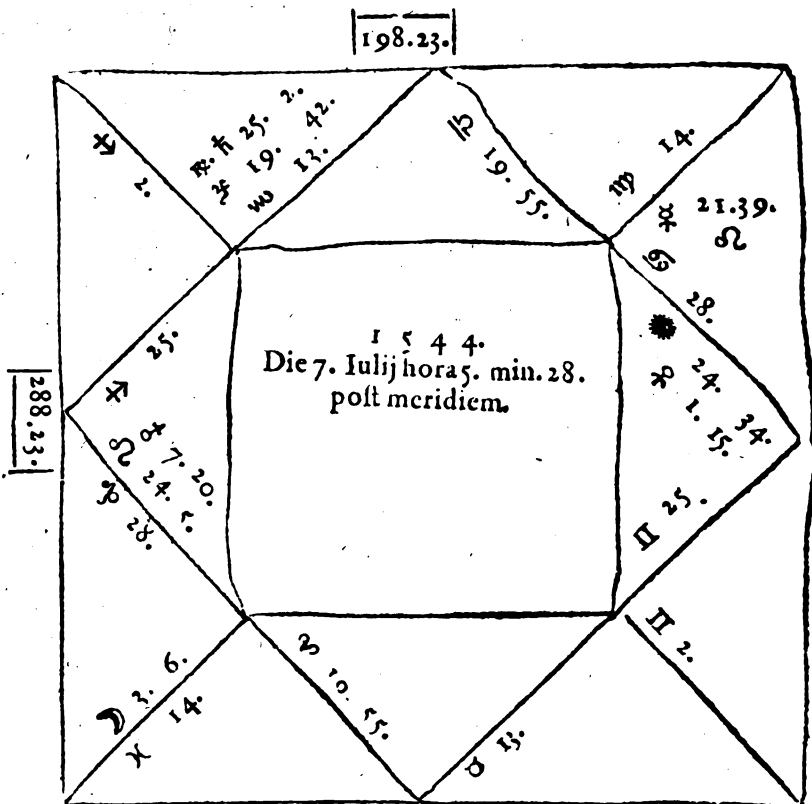 198.23.
♐ 2.
℞. ♄ 25. 2.
♃ 19. 42.
♏ 13.
♎ 19. 55.
♍ 14.
☿ 21.39.
♌
♋ 28.
☉ 24. 34.
♀ 1. 15.
1 5 4 4.
Die 7. Iulij hora 5. min. 28.
poſt meridiem.
288.23.
♐ 25.
♂ 7. 20.
☊ 24. 5.
♑ 28.
♊ 25.
♊ 2.
☽ 3. 6.
♓ 14.
♈ 10. 55.
♉ 13.